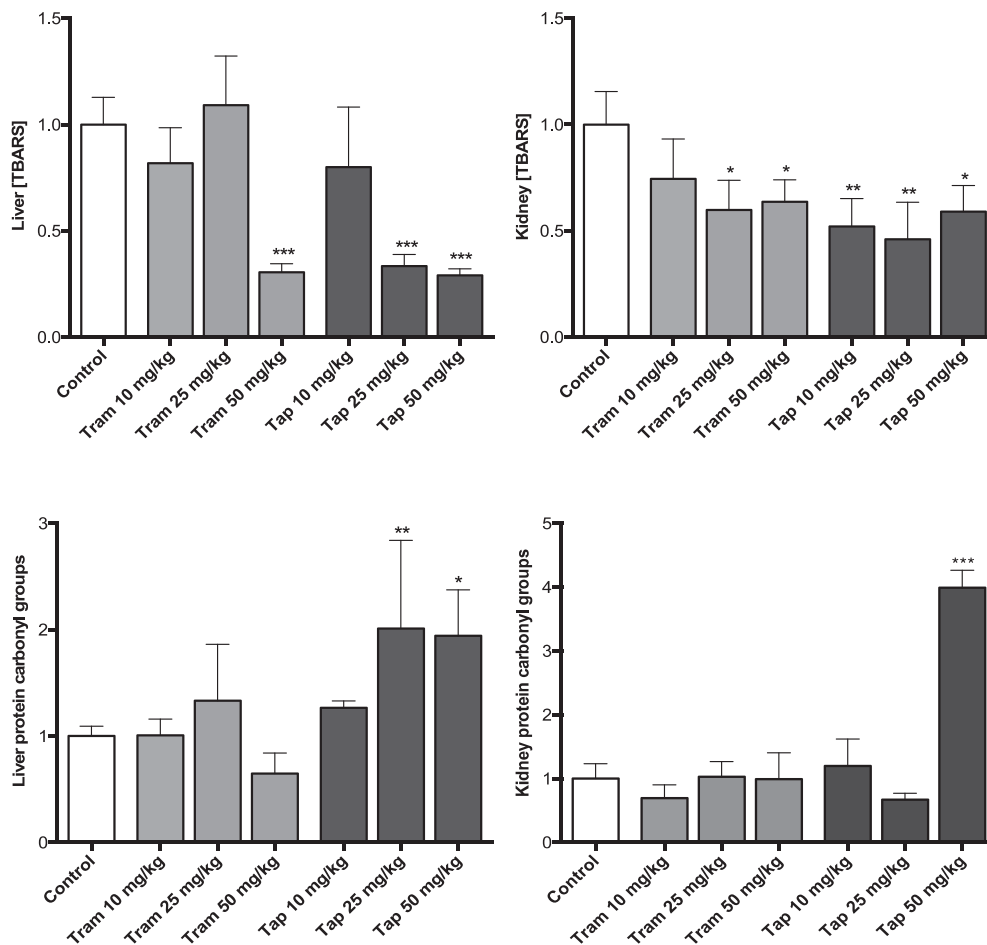 Liver [TBARS]
1.5
1.0
0.5
0.0
***
***
***
Control
Tram 10 mg/kg
Tram 25 mg/kg
Tram 50 mg/kg
Tap 10 mg/kg
Tap 25 mg/kg
Tap 50 mg/kg
Kidney [TBARS]
1.5
1.0
0.5
0.0
*
*
**
**
*
Control
Tram 10 mg/kg
Tram 25 mg/kg
Tram 50 mg/kg
Tap 10 mg/kg
Tap 25 mg/kg
Tap 50 mg/kg
Liver protein carbonyl groups
3
2
1
0
**
*
Control
Tram 10 mg/kg
Tram 25 mg/kg
Tram 50 mg/kg
Tap 10 mg/kg
Tap 25 mg/kg
Tap 50 mg/kg
Kidney protein carbonyl groups
5
4
3
2
1
0
***
Control
Tram 10 mg/kg
Tram 25 mg/kg
Tram 50 mg/kg
Tap 10 mg/kg
Tap 25 mg/kg
Tap 50 mg/kg